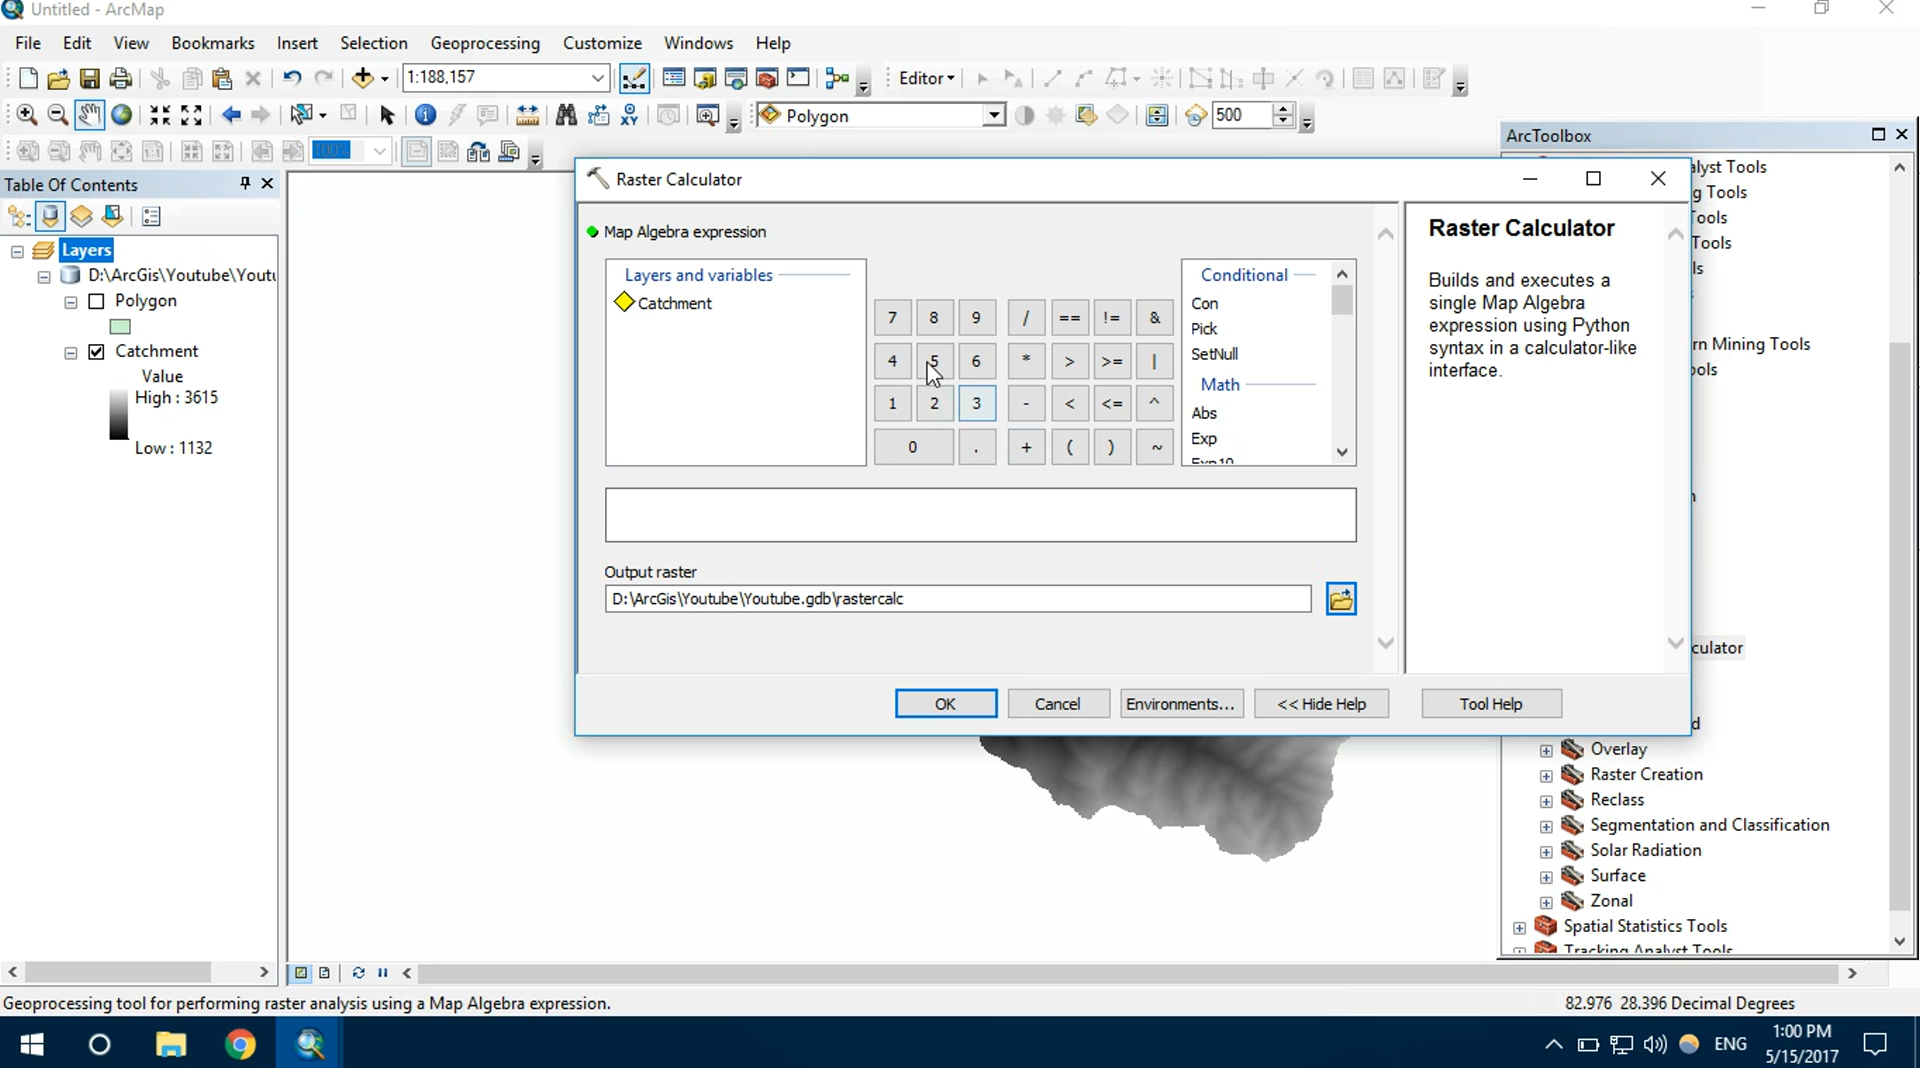 Untitled - ArcMap
File Edit View Bookmarks Insert Selection Geoprocessing Customize Windows Help
1:188,157
Editor
Polygon
500
100%
Table Of Contents
Layers
D:\ArcGis\Youtube\Youtu
Polygon
Catchment
Value
High : 3615
Low : 1132
Raster Calculator
Map Algebra expression
Layers and variables
Catchment
7 8 9 / == != &
4 5 6 * > >= |
1 2 3 - < <= ^
0 . + ( ) ~
Conditional
Con
Pick
SetNull
Math
Abs
Exp
Exp10
Output raster
D:\ArcGis\Youtube\Youtube.gdb\rastercalc
OK Cancel Environments... << Hide Help Tool Help
Raster Calculator
Builds and executes a
single Map Algebra
expression using Python
syntax in a calculator-like
interface.
ArcToolbox
lyst Tools
g Tools
Tools
Tools
ls
rn Mining Tools
ols
n
culator
d
Overlay
Raster Creation
Reclass
Segmentation and Classification
Solar Radiation
Surface
Zonal
Spatial Statistics Tools
Tracking Analyst Tools
Geoprocessing tool for performing raster analysis using a Map Algebra expression.
82.976 28.396 Decimal Degrees
ENG
1:00 PM
5/15/2017